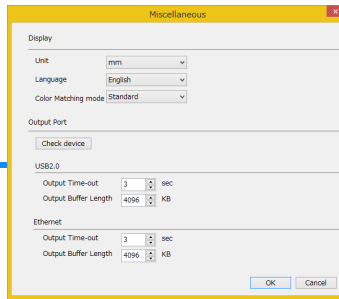 Miscellaneous
Display
Unit mm
Language English
Color Matching mode Standard
Output Port
Check device
USB2.0
Output Time-out 3 sec
Output Buffer Length 4096 KB
Ethernet
Output Time-out 3 sec
Output Buffer Length 4096 KB
OK Cancel